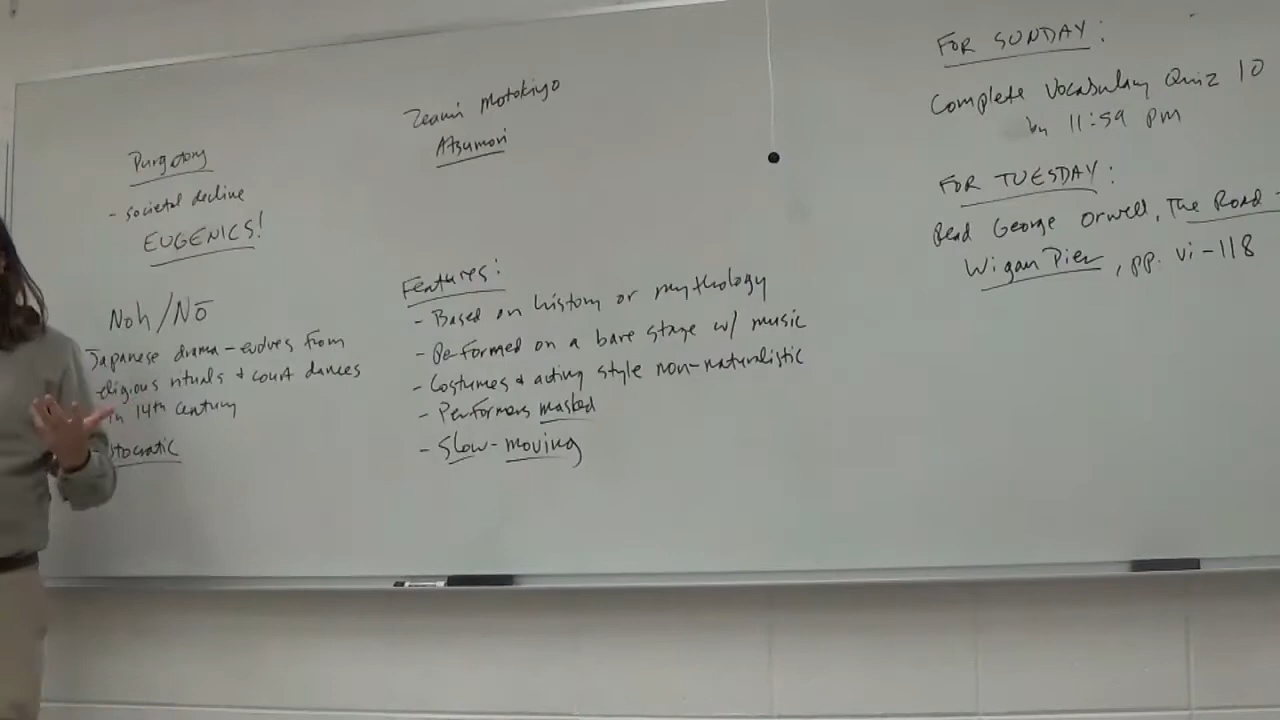 Purgatory
- societal decline
EUGENICS!
Noh/Nō
Japanese drama - evolves from
eligious rituals & court dances
in 14th century
tocratic
Zeami Motokiyo
Atsumori
Features:
- Based on history or mythology
- Performed on a bare stage w/ music
- Costumes & acting style non-naturalistic
- Performers masked
- Slow-moving
FOR SUNDAY:
Complete Vocabulary Quiz 10
by 11:59 pm
FOR TUESDAY:
Read George Orwell, The Road
Wigan Pier, pp. vi-118